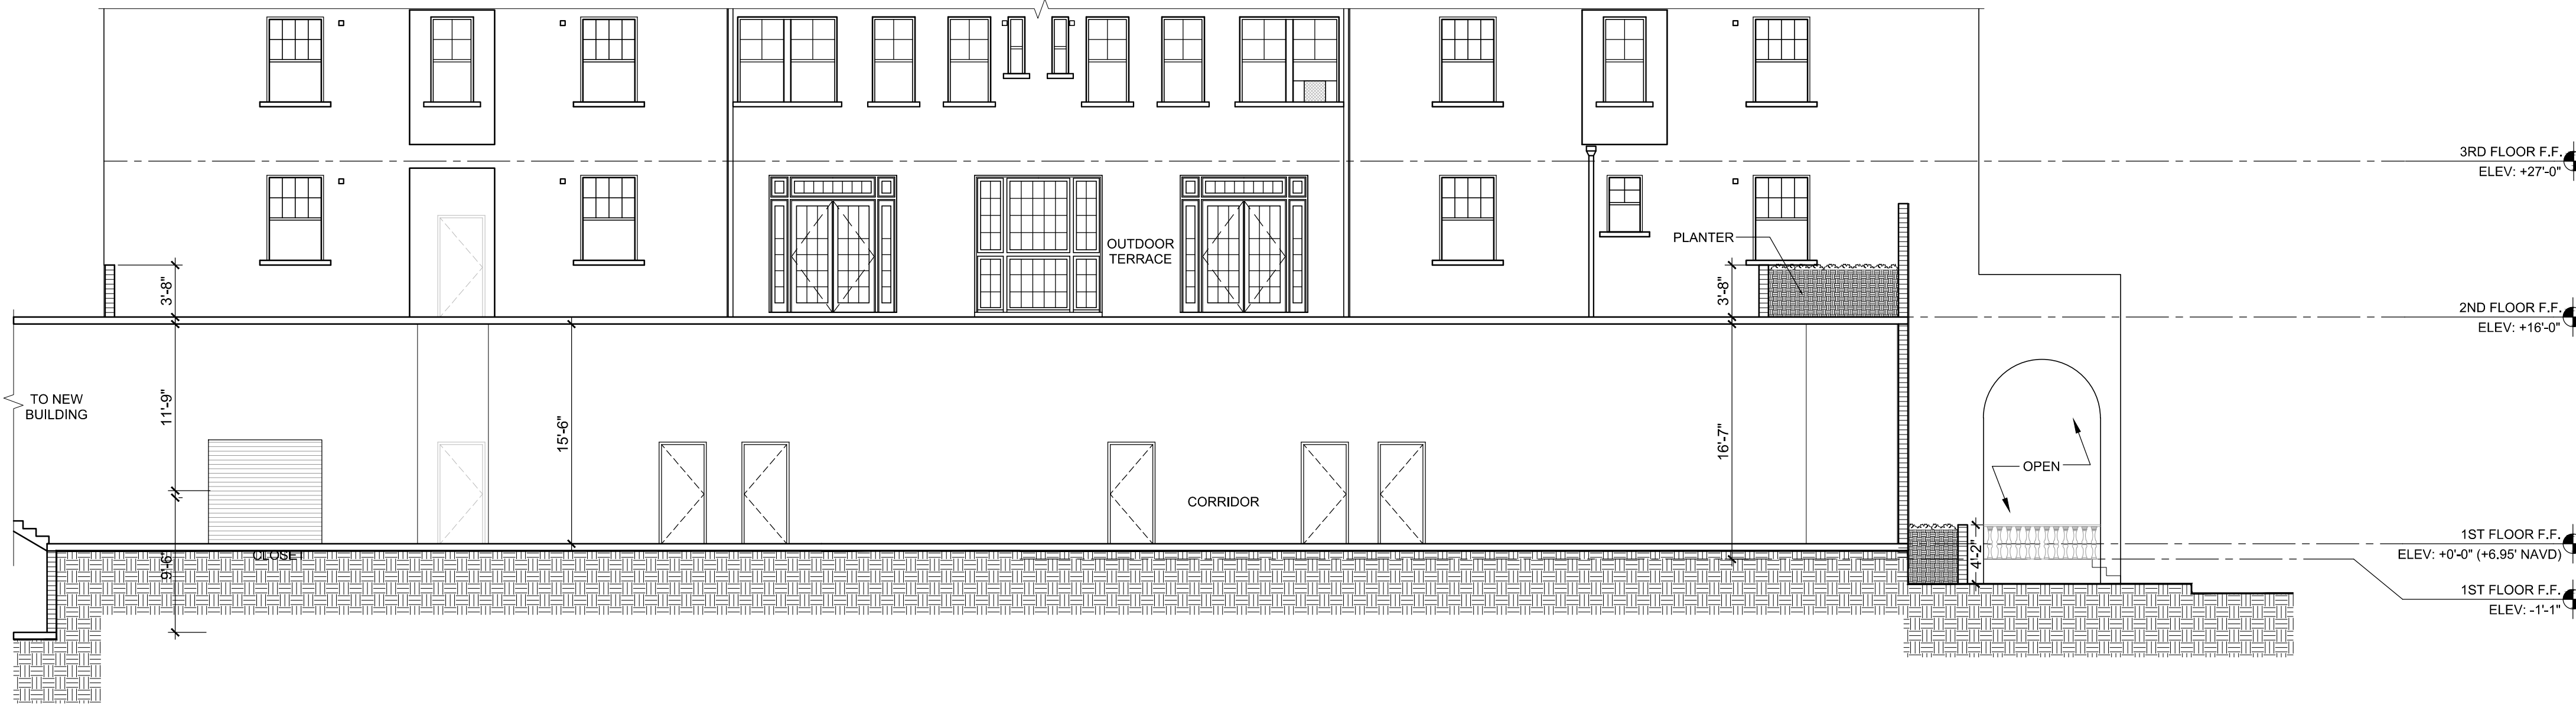 3RD FLOOR F.F.
ELEV: +27'-0"
OUTDOOR
TERRACE
PLANTER
3'-8"
3'-8"
2ND FLOOR F.F.
ELEV: +16'-0"
TO NEW
BUILDING
11'-9"
15'-6"
16'-7"
OPEN
CORRIDOR
CLOSET
9'-6"
4'-2"
1ST FLOOR F.F.
ELEV: +0'-0" (+6.95' NAVD)
1ST FLOOR F.F.
ELEV: -1'-1"